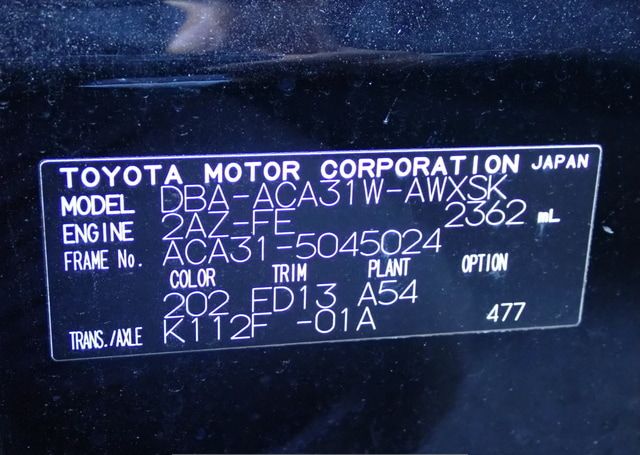 TOYOTA MOTOR CORPORATION JAPAN
MODEL DBA-ACA31W-AWXSK
ENGINE 2AZ-FE 2362 mL
FRAME No. ACA31-5045024
COLOR TRIM PLANT OPTION
202 FD13 A54
TRANS./AXLE K112F -01A 477